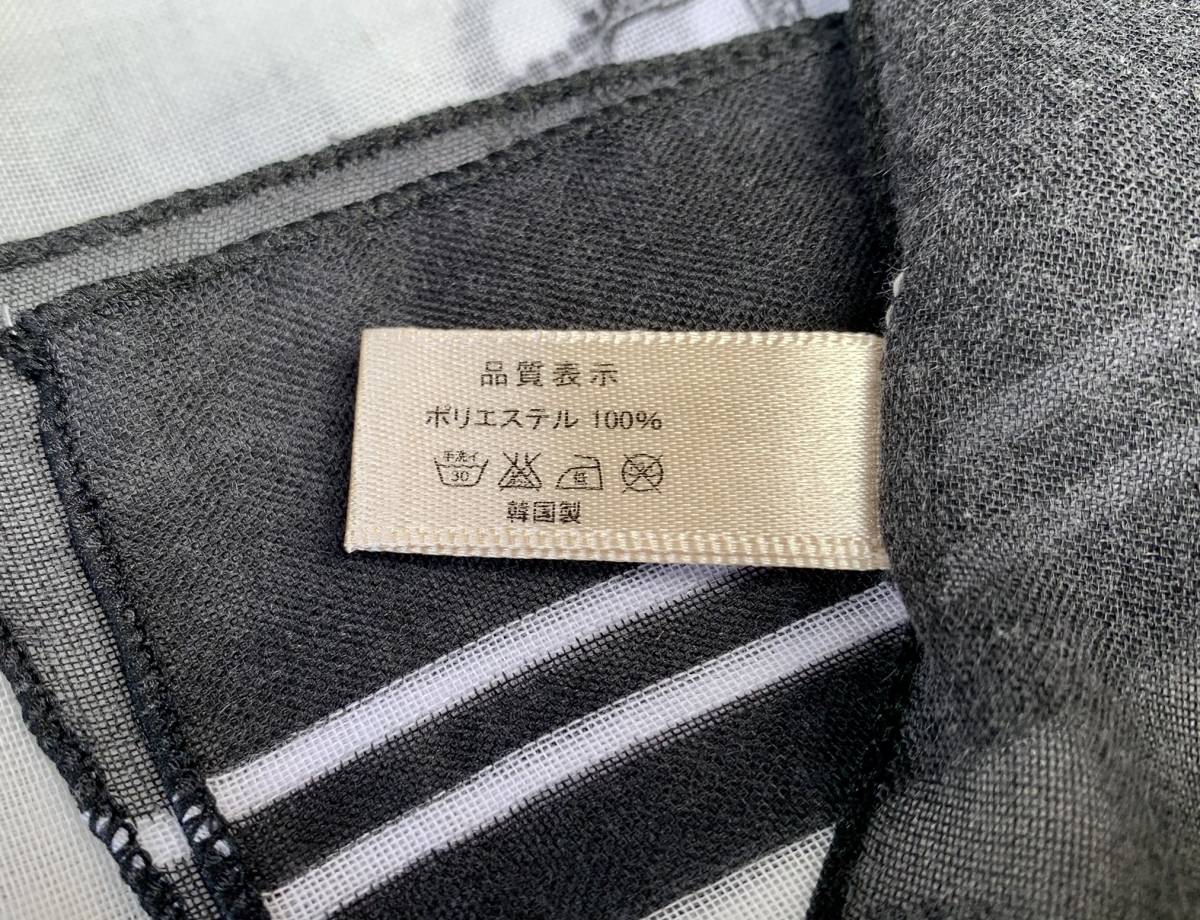 品質表示
ポリエステル 100%
手洗イ
30 低
韓国製